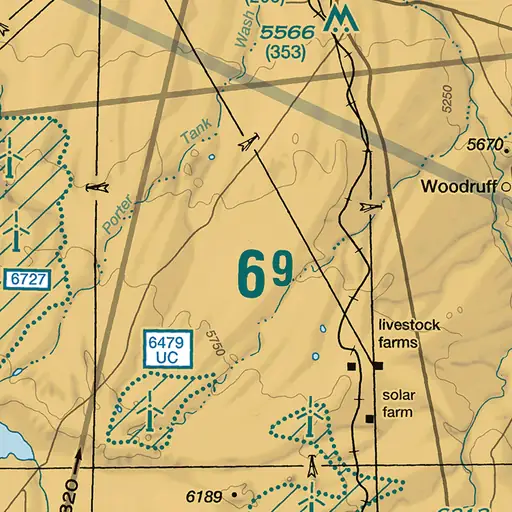 Wash
5566
(353)
5250
5670
Tank
Woodruff
Porter
6727
69
5750
6479
UC
livestock
farms
solar
farm
320
6189